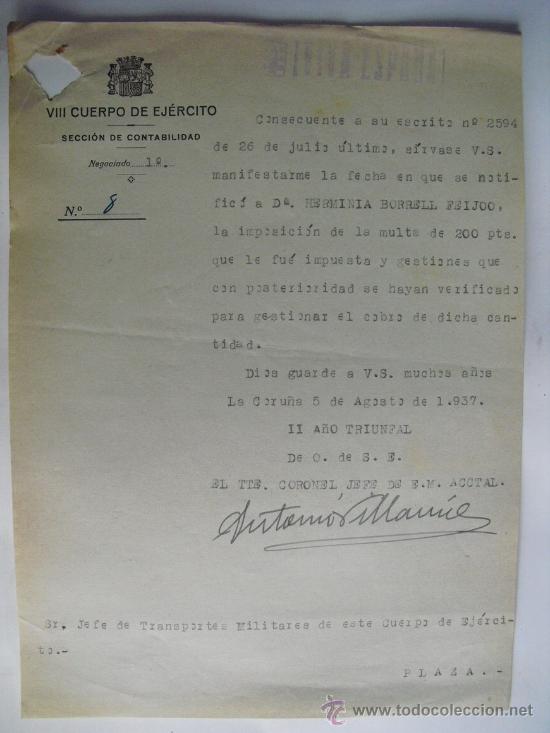 VIII CUERPO DE EJÉRCITO
SECCIÓN DE CONTABILIDAD
Negociado 1º.
N.º 8
Consecuente a su escrito nº 2594
de 26 de julio último, sírvase V.S.
manifestarme la fecha en que se noti-
ficó a Dª. HERMINIA BORRELL FEIJOO,
la imposición de la multa de 200 pts.
que le fué impuesta y gestiones que
con posterioridad se hayan verificado
para gestionar el cobro de dicha can-
tidad.
Dios guarde a V.S. muchos años
La Coruña 5 de Agosto de 1.937.
II AÑO TRIUNFAL
De O. de S. E.
EL TTE. CORONEL JEFE DE E.M. ACCTAL.
Antonio
Sr. Jefe de Transportes Militares de este Cuerpo de Ejérci-
to.-
PLAZA.-
todocoleccion.net